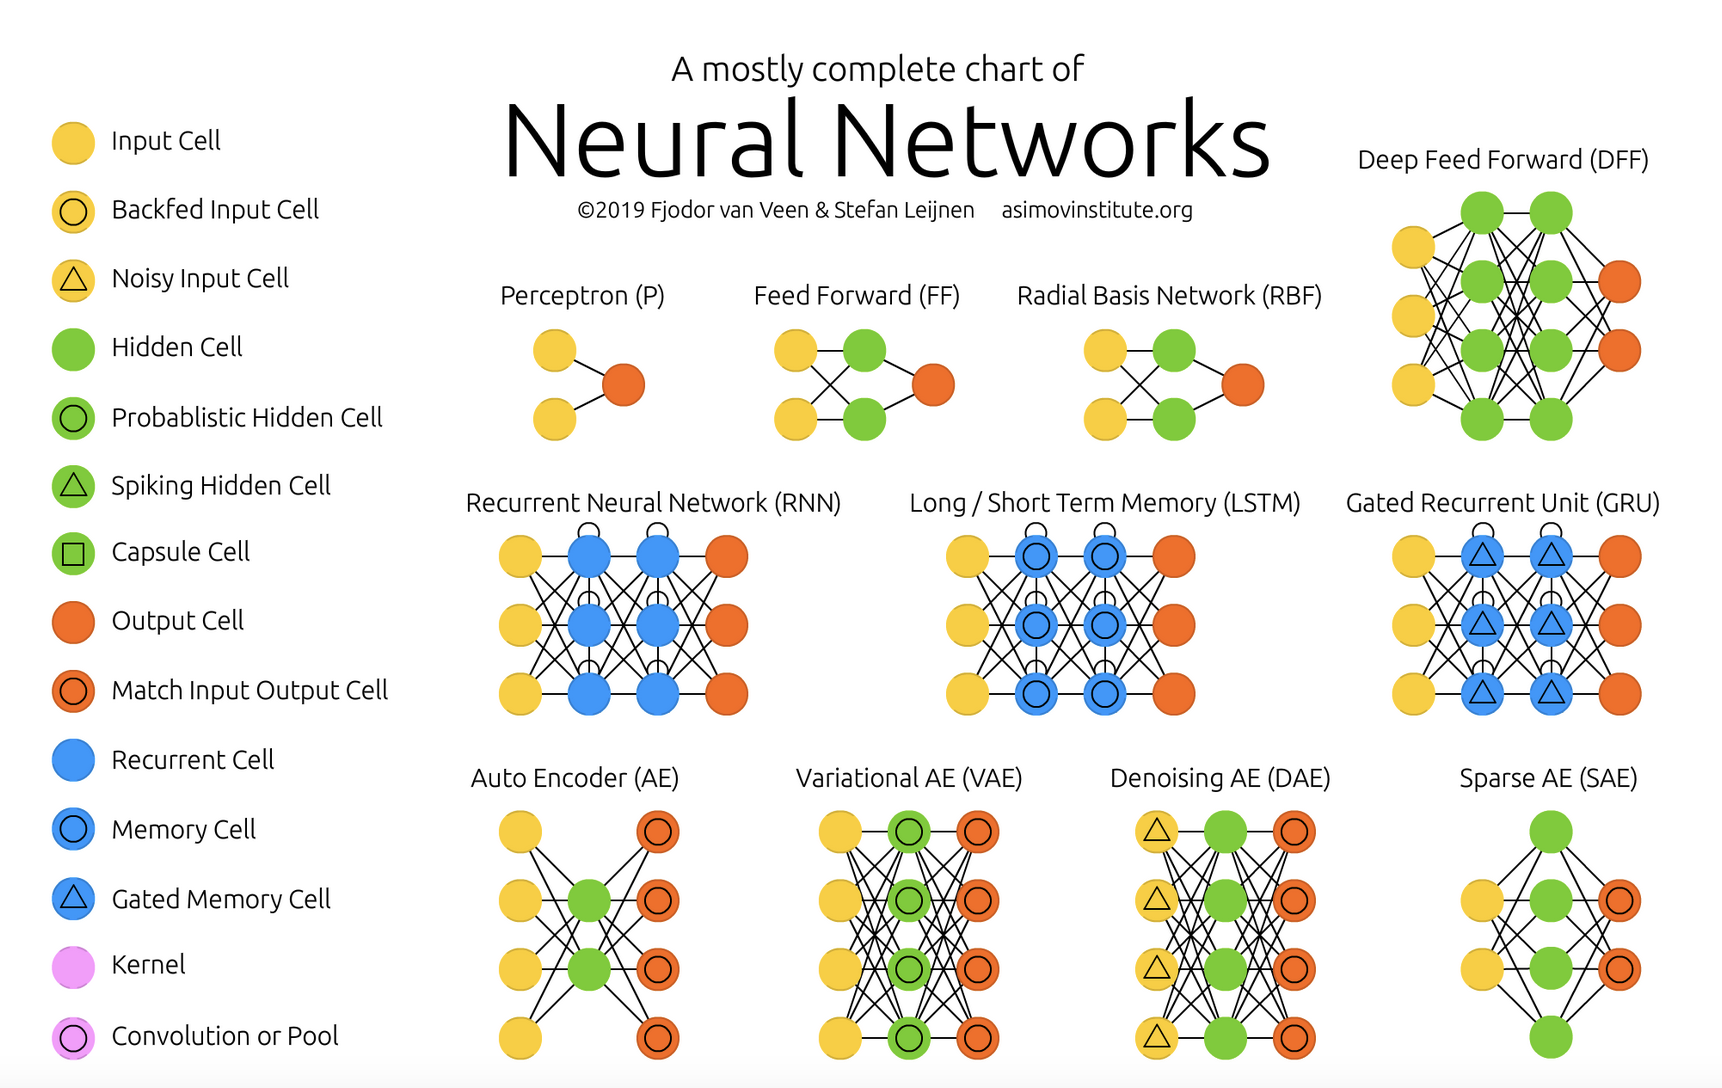 A mostly complete chart of
Neural Networks
©2019 Fjodor van Veen & Stefan Leijnen asimovinstitute.org
Input Cell
Backfed Input Cell
Noisy Input Cell
Hidden Cell
Probablistic Hidden Cell
Spiking Hidden Cell
Capsule Cell
Output Cell
Match Input Output Cell
Recurrent Cell
Memory Cell
Gated Memory Cell
Kernel
Convolution or Pool
Deep Feed Forward (DFF)
Perceptron (P)
Feed Forward (FF)
Radial Basis Network (RBF)
Recurrent Neural Network (RNN)
Long / Short Term Memory (LSTM)
Gated Recurrent Unit (GRU)
Auto Encoder (AE)
Variational AE (VAE)
Denoising AE (DAE)
Sparse AE (SAE)